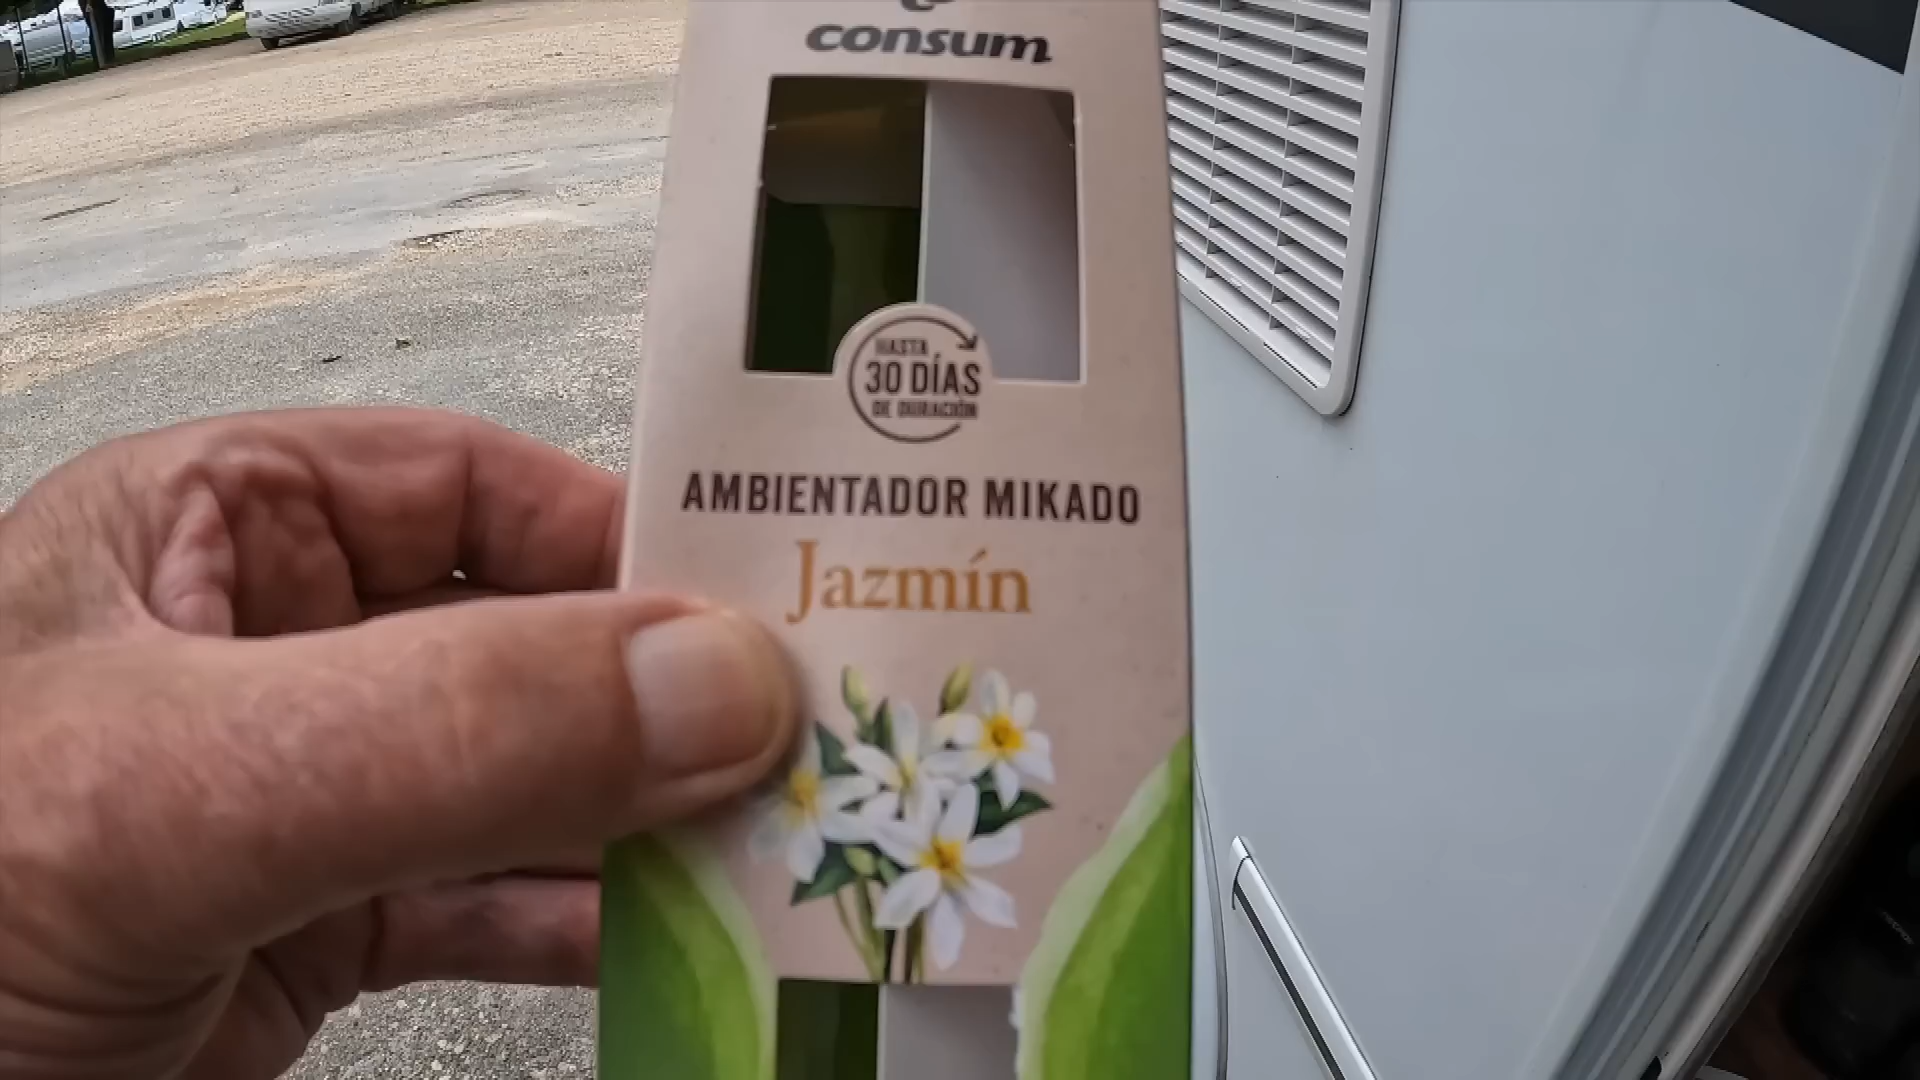 consum
HASTA
30 DÍAS
DE DURACIÓN
AMBIENTADOR MIKADO
Jazmín